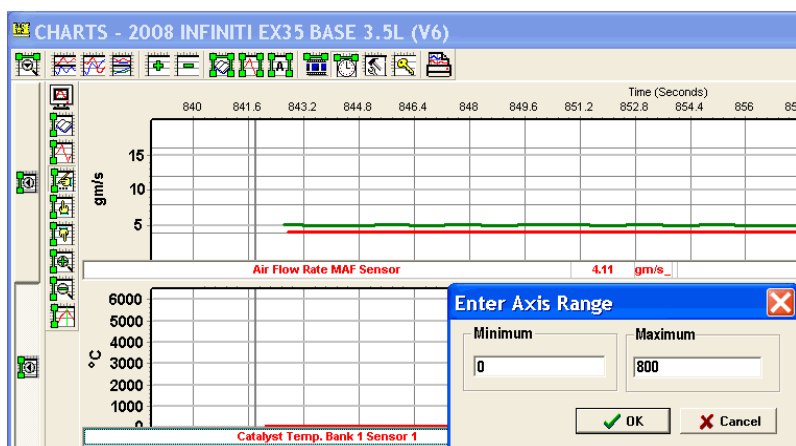 CHARTS - 2008 INFINITI EX35 BASE 3.5L (V6)
A
Time (Seconds)
840 841.6 843.2 844.8 846.4 848 849.6 851.2 852.8 854.4 856
15
10
5
gm/s
Air Flow Rate MAF Sensor 4.11 gm/s_
6000
5000
4000
3000
2000
1000
0
°C
Catalyst Temp. Bank 1 Sensor 1
Enter Axis Range
Minimum Maximum
0 800
OK Cancel